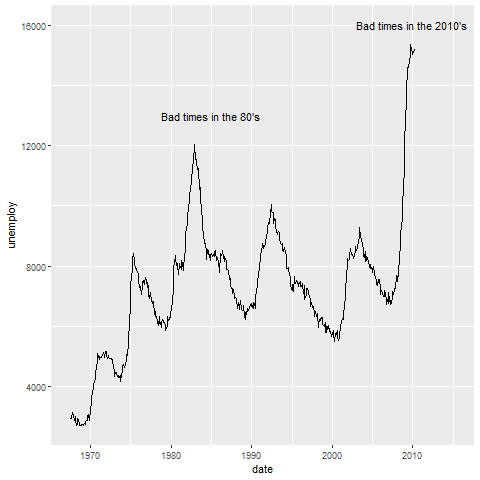 Bad times in the 2010's
16000
Bad times in the 80's
12000
unemploy
8000
4000
1970 1980 1990 2000 2010
date